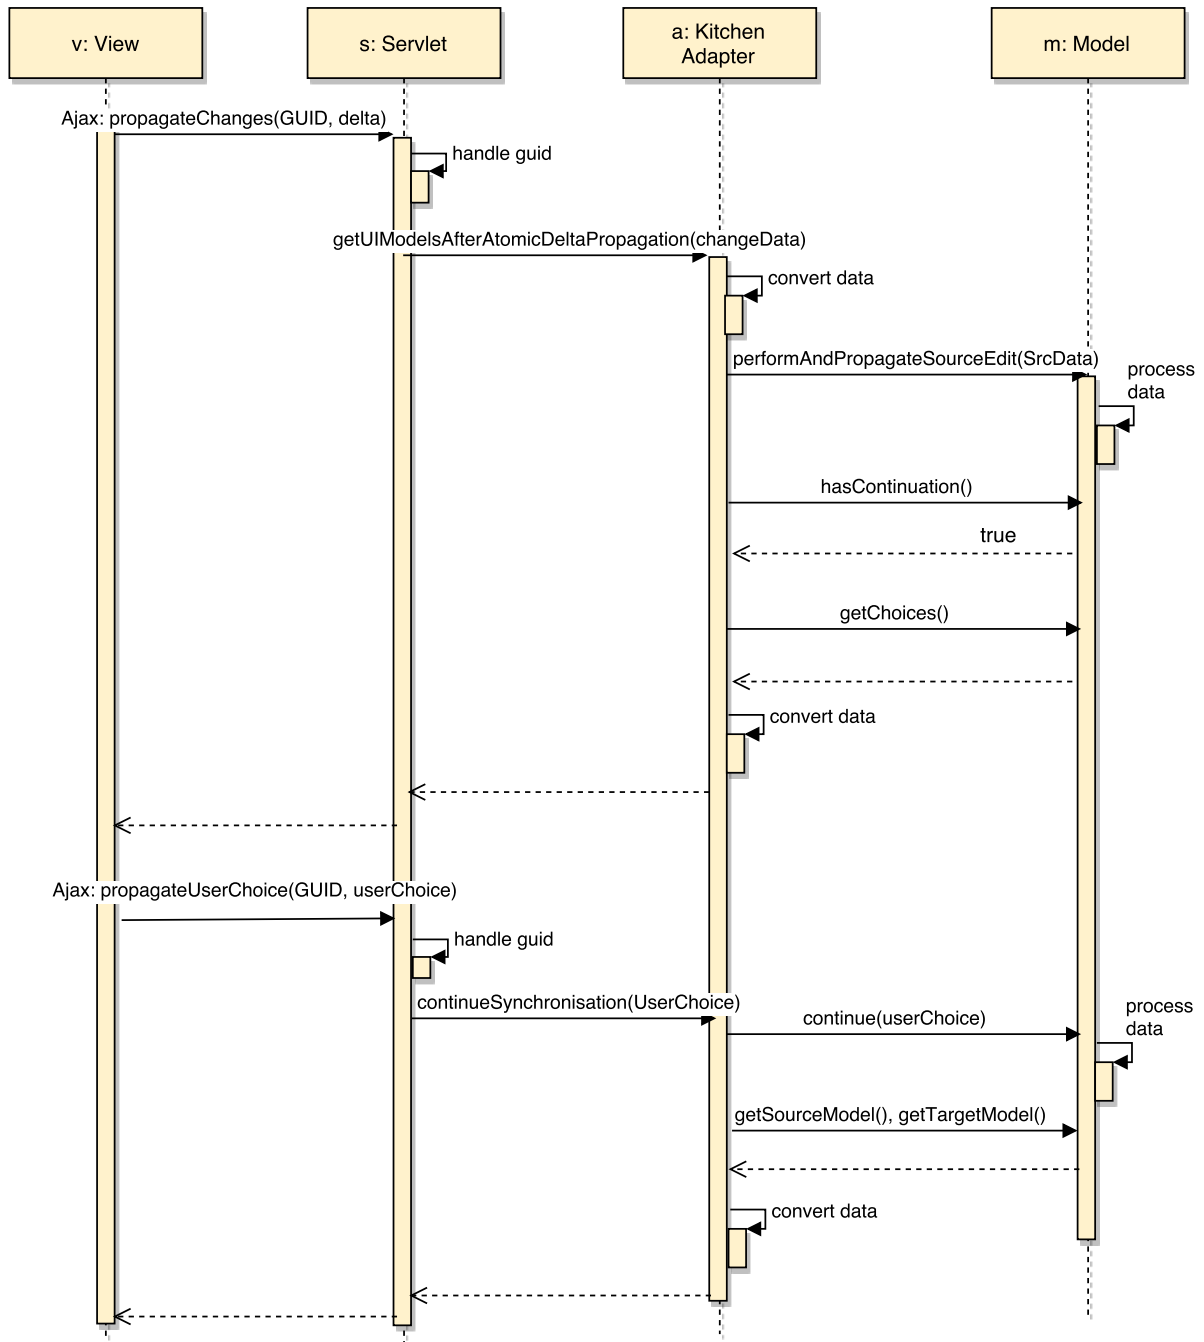 v: View
s: Servlet
a: Kitchen
Adapter
m: Model
Ajax: propagateChanges(GUID, delta)
handle guid
getUIModelsAfterAtomicDeltaPropagation(changeData)
convert data
performAndPropagateSourceEdit(SrcData)
process
data
hasContinuation()
true
getChoices()
convert data
Ajax: propagateUserChoice(GUID, userChoice)
handle guid
continueSynchronisation(UserChoice)
continue(userChoice)
process
data
getSourceModel(), getTargetModel()
convert data